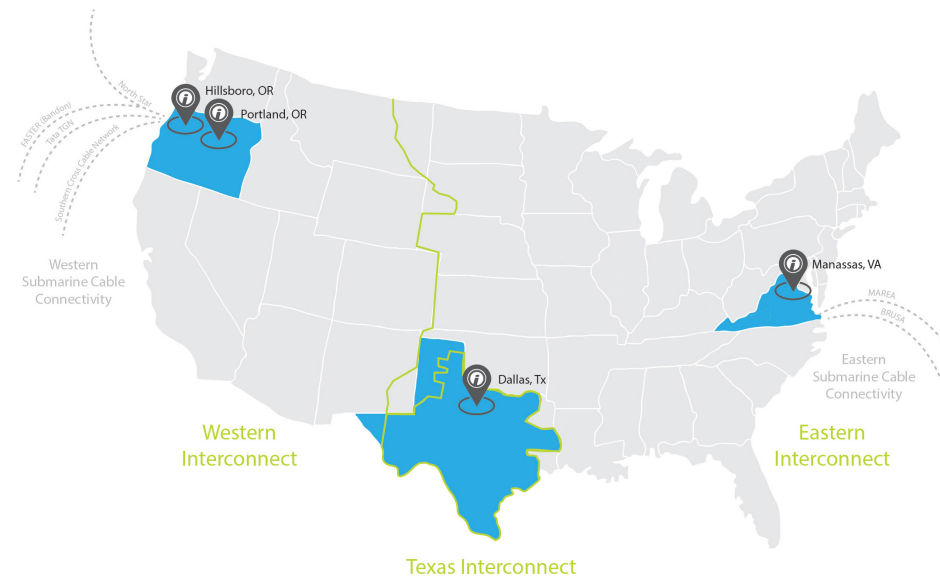 North Star
Hillsboro, OR
Portland, OR
FASTER (Bandon)
Tata TGN
Southern Cross Cable Network
Western
Submarine Cable
Connectivity
Manassas, VA
MAREA
BRUSA
Eastern
Submarine Cable
Connectivity
Dallas, Tx
Western
Interconnect
Eastern
Interconnect
Texas Interconnect